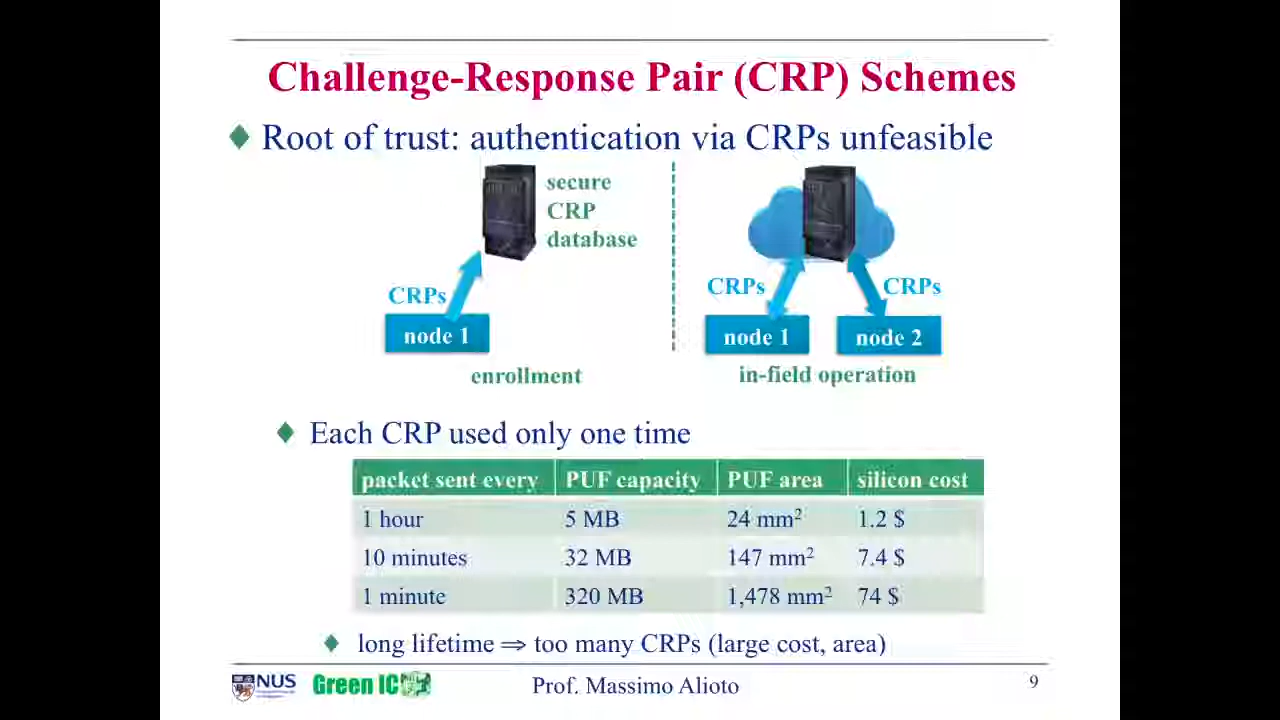 Challenge-Response Pair (CRP) Schemes
Root of trust: authentication via CRPs unfeasible
secure
CRP
database
CRPs
node 1
enrollment
CRPs
CRPs
node 1
node 2
in-field operation
Each CRP used only one time
packet sent every PUF capacity PUF area silicon cost
1 hour 5 MB 24 mm² 1.2 $
10 minutes 32 MB 147 mm² 7.4 $
1 minute 320 MB 1,478 mm² 74 $
long lifetime ⇒ too many CRPs (large cost, area)
NUS
Green IC
Prof. Massimo Alioto
9